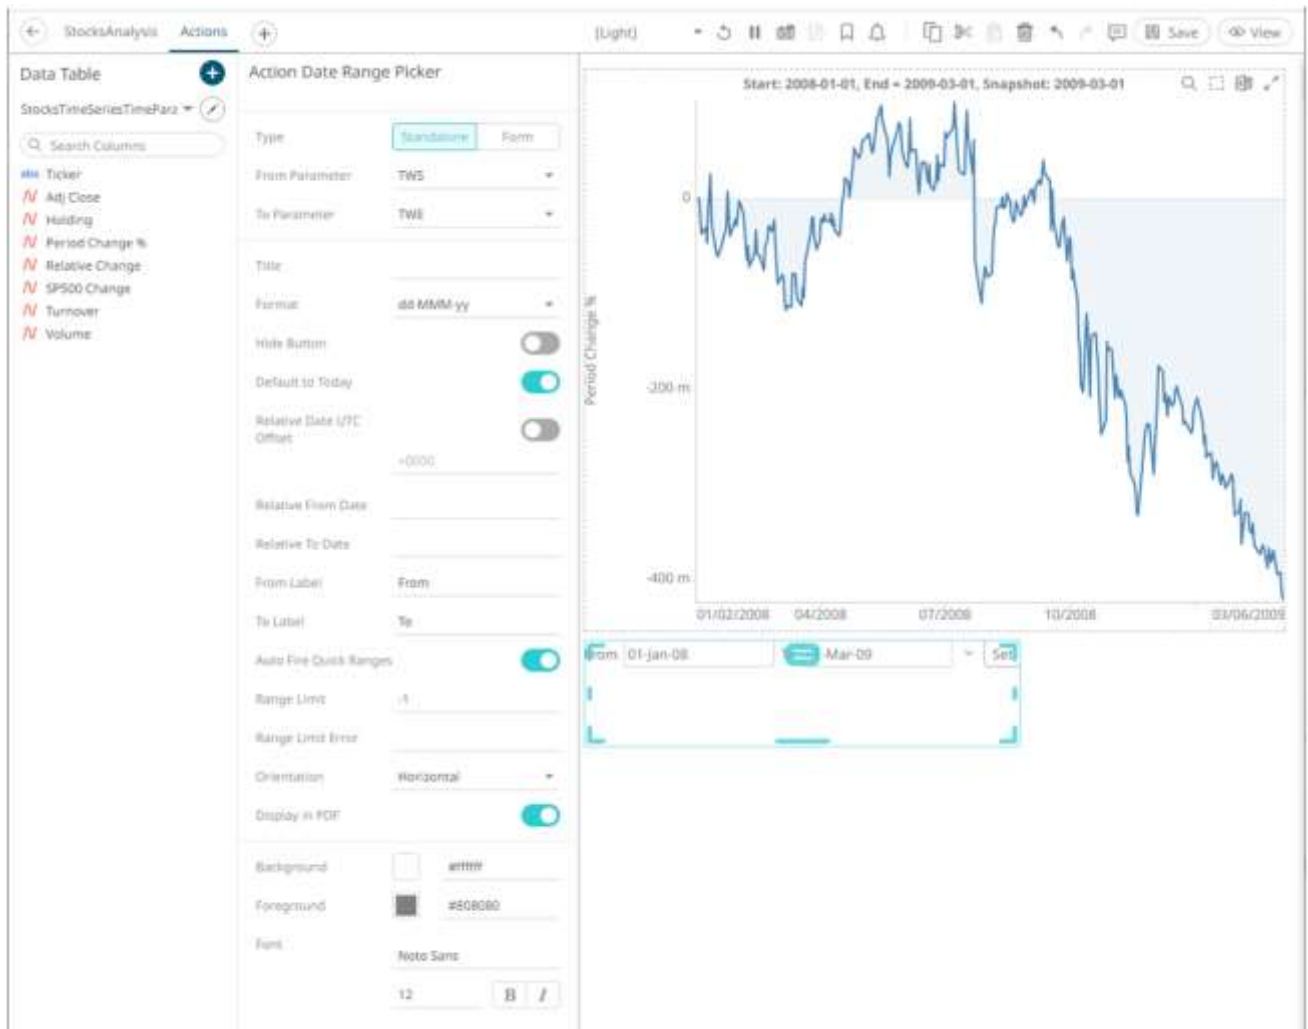 StocksAnalysis Actions
(Light) Save View
Data Table
StocksTimeSeriesTimePara
Search Columns
abc Ticker
Adj Close
Holding
Period Change %
Relative Change
SP500 Change
Turnover
Volume
Action Date Range Picker
Type Standalone Form
From Parameter TWS
To Parameter TWE
Title
Format dd-MMM-yy
Hide Button
Default to Today
Relative Date UTC
Offset
+0000
Relative From Date
Relative To Date
From Label From
To Label To
Auto Fire Quick Ranges
Range Limit -1
Range Limit Error
Orientation Horizontal
Display in PDF
Background #ffffff
Foreground #808080
Font
Noto Sans
12 B I
Start: 2008-01-01, End = 2009-03-01, Snapshot: 2009-03-01
Period Change %
0
-200 m
-400 m
01/02/2008 04/2008 07/2008 10/2008 03/06/2009
From 01-Jan-08 -Mar-09 Set